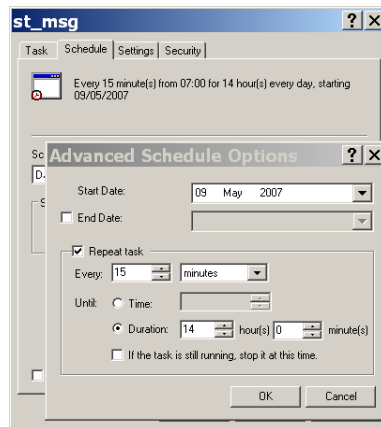 st_msg
Task Schedule Settings Security
Every 15 minute(s) from 07:00 for 14 hour(s) every day, starting
09/05/2007
Sc
Advanced Schedule Options
Start Date: 09 May 2007
End Date:
Repeat task
Every: 15 minutes
Until: Time:
Duration: 14 hour(s) 0 minute(s)
If the task is still running, stop it at this time.
OK Cancel